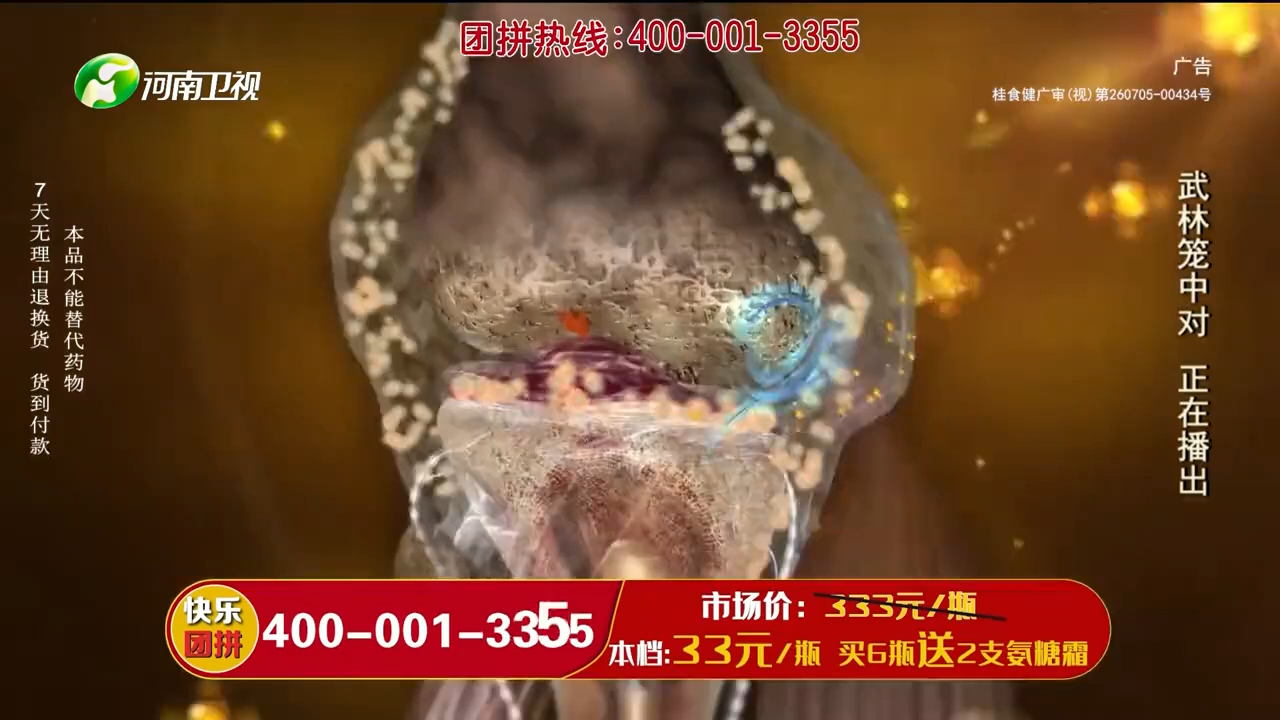 团拼热线:400-001-3355
河南卫视
广告
桂食健广审(视)第260705-00434号
7天无理由退换货 货到付款
本品不能替代药物
武林笼中对 正在播出
快乐团拼
400-001-3355
市场价：333元/瓶
本档:33元/瓶 买6瓶送2支氨糖霜